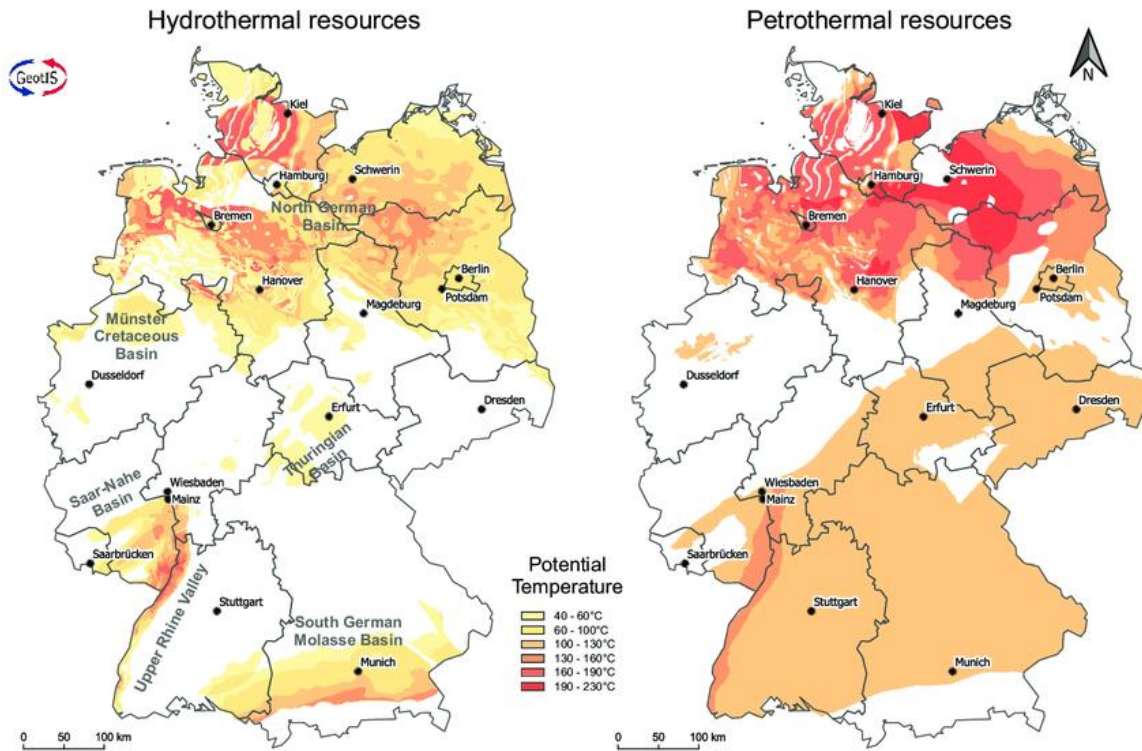 Hydrothermal resources
Petrothermal resources
GeotIS
N
Kiel
Schwerin
Hamburg
North German
Basin
Bremen
Berlin
Hanover
Potsdam
Magdeburg
Münster
Cretaceous
Basin
Dusseldorf
Erfurt
Dresden
Thuringian
Basin
Saar-Nahe
Basin
Wiesbaden
Mainz
Saarbrücken
Upper Rhine Valley
Stuttgart
South German
Molasse Basin
Munich
0 50 100 km
Potential
Temperature
40 - 60°C
60 - 100°C
100 - 130°C
130 - 160°C
160 - 190°C
190 - 230°C
Kiel
Schwerin
Hamburg
Bremen
Berlin
Hanover
Potsdam
Magdeburg
Dusseldorf
Erfurt
Dresden
Wiesbaden
Mainz
Saarbrücken
Stuttgart
Munich
0 50 100 km